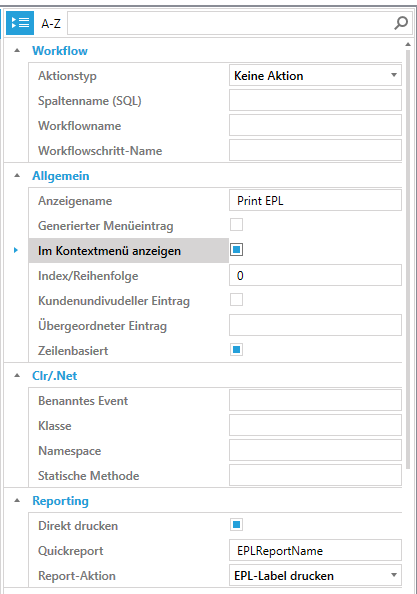 A-Z
Workflow
Aktionstyp Keine Aktion
Spaltenname (SQL)
Workflowname
Workflowschritt-Name
Allgemein
Anzeigename Print EPL
Generierter Menüeintrag
Im Kontextmenü anzeigen
Index/Reihenfolge 0
Kundenundivudeller Eintrag
Übergeordneter Eintrag
Zeilenbasiert
Clr/.Net
Benanntes Event
Klasse
Namespace
Statische Methode
Reporting
Direkt drucken
Quickreport EPLReportName
Report-Aktion EPL-Label drucken